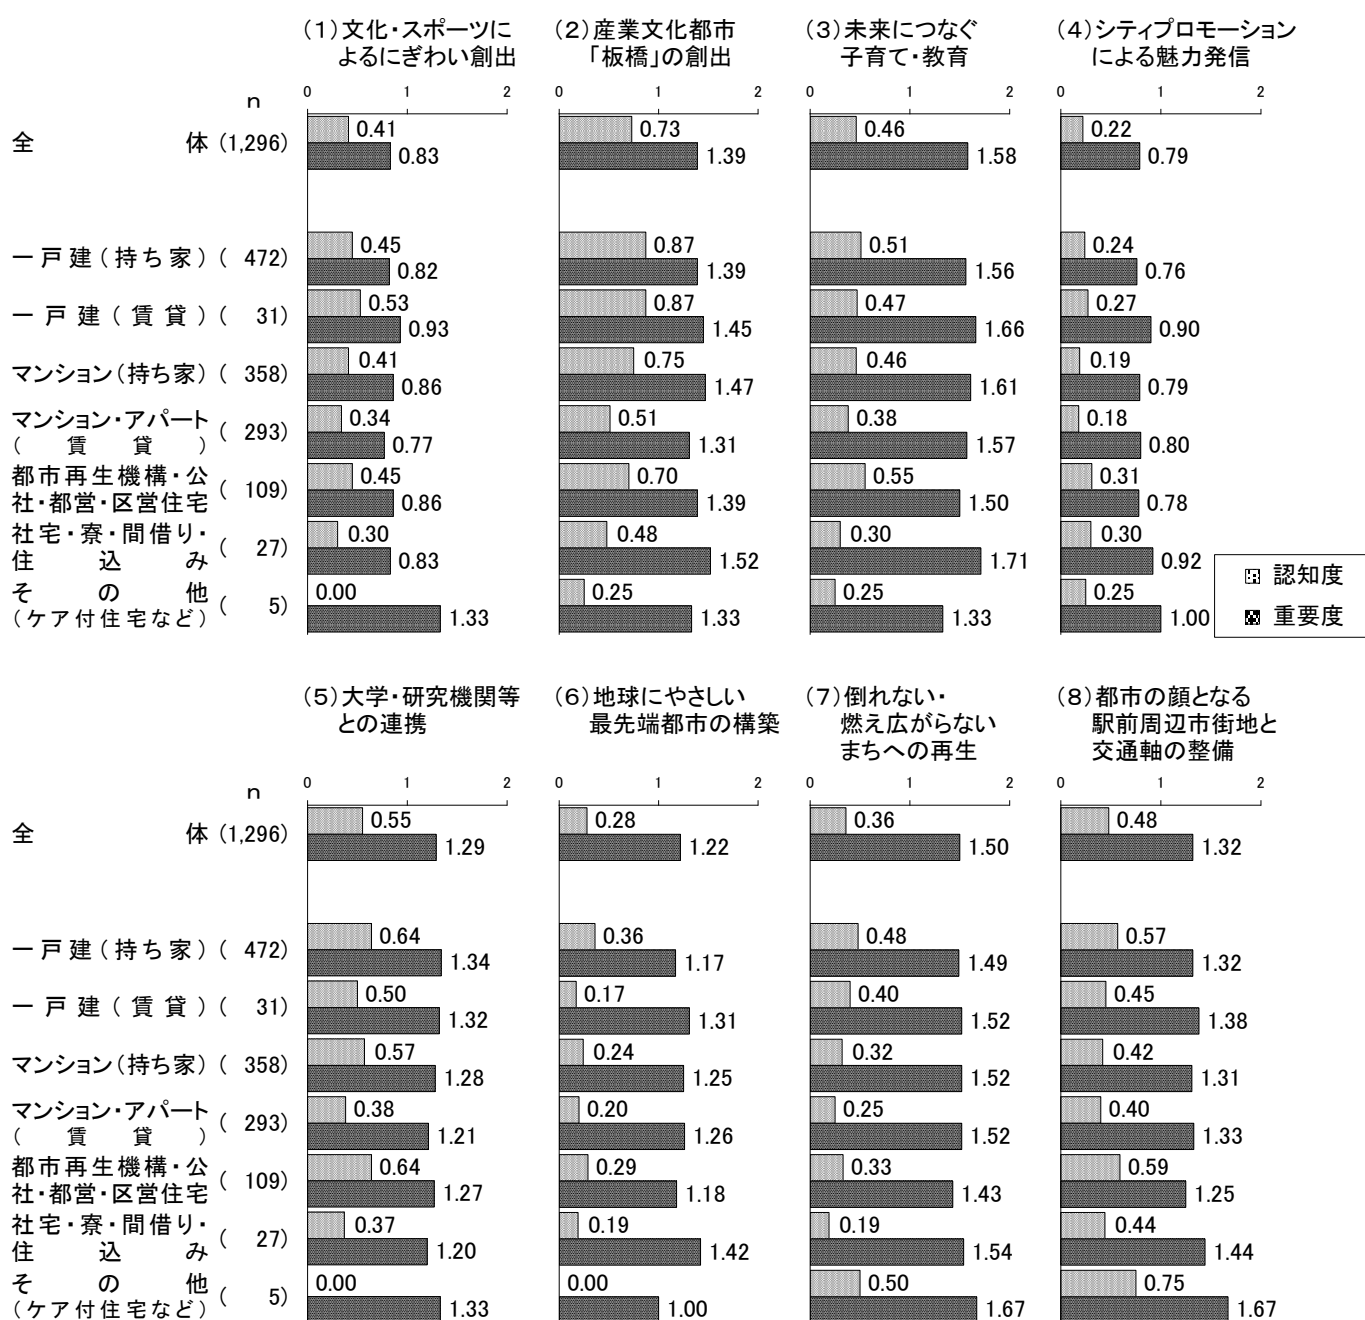 (1)文化・スポーツに
よるにぎわい創出
(2)産業文化都市
「板橋」の創出
(3)未来につなぐ
子育て・教育
(4)シティプロモーション
による魅力発信
n
0 1 2
0 1 2
0 1 2
0 1 2
全体 (1,296)
0.41
0.83
0.73
1.39
0.46
1.58
0.22
0.79
一戸建(持ち家) ( 472)
0.45
0.82
0.87
1.39
0.51
1.56
0.24
0.76
一戸建(賃貸) ( 31)
0.53
0.93
0.87
1.45
0.47
1.66
0.27
0.90
マンション(持ち家) ( 358)
0.41
0.86
0.75
1.47
0.46
1.61
0.19
0.79
マンション・アパート
(賃貸)
( 293)
0.34
0.77
0.51
1.31
0.38
1.57
0.18
0.80
都市再生機構・公
社・都営・区営住宅
( 109)
0.45
0.86
0.70
1.39
0.55
1.50
0.31
0.78
社宅・寮・間借り・
住込み
( 27)
0.30
0.83
0.48
1.52
0.30
1.71
0.30
0.92
その他
(ケア付住宅など)
( 5)
0.00
1.33
0.25
1.33
0.25
1.33
0.25
1.00
認知度
重要度
(5)大学・研究機関等
との連携
(6)地球にやさしい
最先端都市の構築
(7)倒れない・
燃え広がらない
まちへの再生
(8)都市の顔となる
駅前周辺市街地と
交通軸の整備
n
0 1 2
0 1 2
0 1 2
0 1 2
全体 (1,296)
0.55
1.29
0.28
1.22
0.36
1.50
0.48
1.32
一戸建(持ち家) ( 472)
0.64
1.34
0.36
1.17
0.48
1.49
0.57
1.32
一戸建(賃貸) ( 31)
0.50
1.32
0.17
1.31
0.40
1.52
0.45
1.38
マンション(持ち家) ( 358)
0.57
1.28
0.24
1.25
0.32
1.52
0.42
1.31
マンション・アパート
(賃貸)
( 293)
0.38
1.21
0.20
1.26
0.25
1.52
0.40
1.33
都市再生機構・公
社・都営・区営住宅
( 109)
0.64
1.27
0.29
1.18
0.33
1.43
0.59
1.25
社宅・寮・間借り・
住込み
( 27)
0.37
1.20
0.19
1.42
0.19
1.54
0.44
1.44
その他
(ケア付住宅など)
( 5)
0.00
1.33
0.00
1.00
0.50
1.67
0.75
1.67